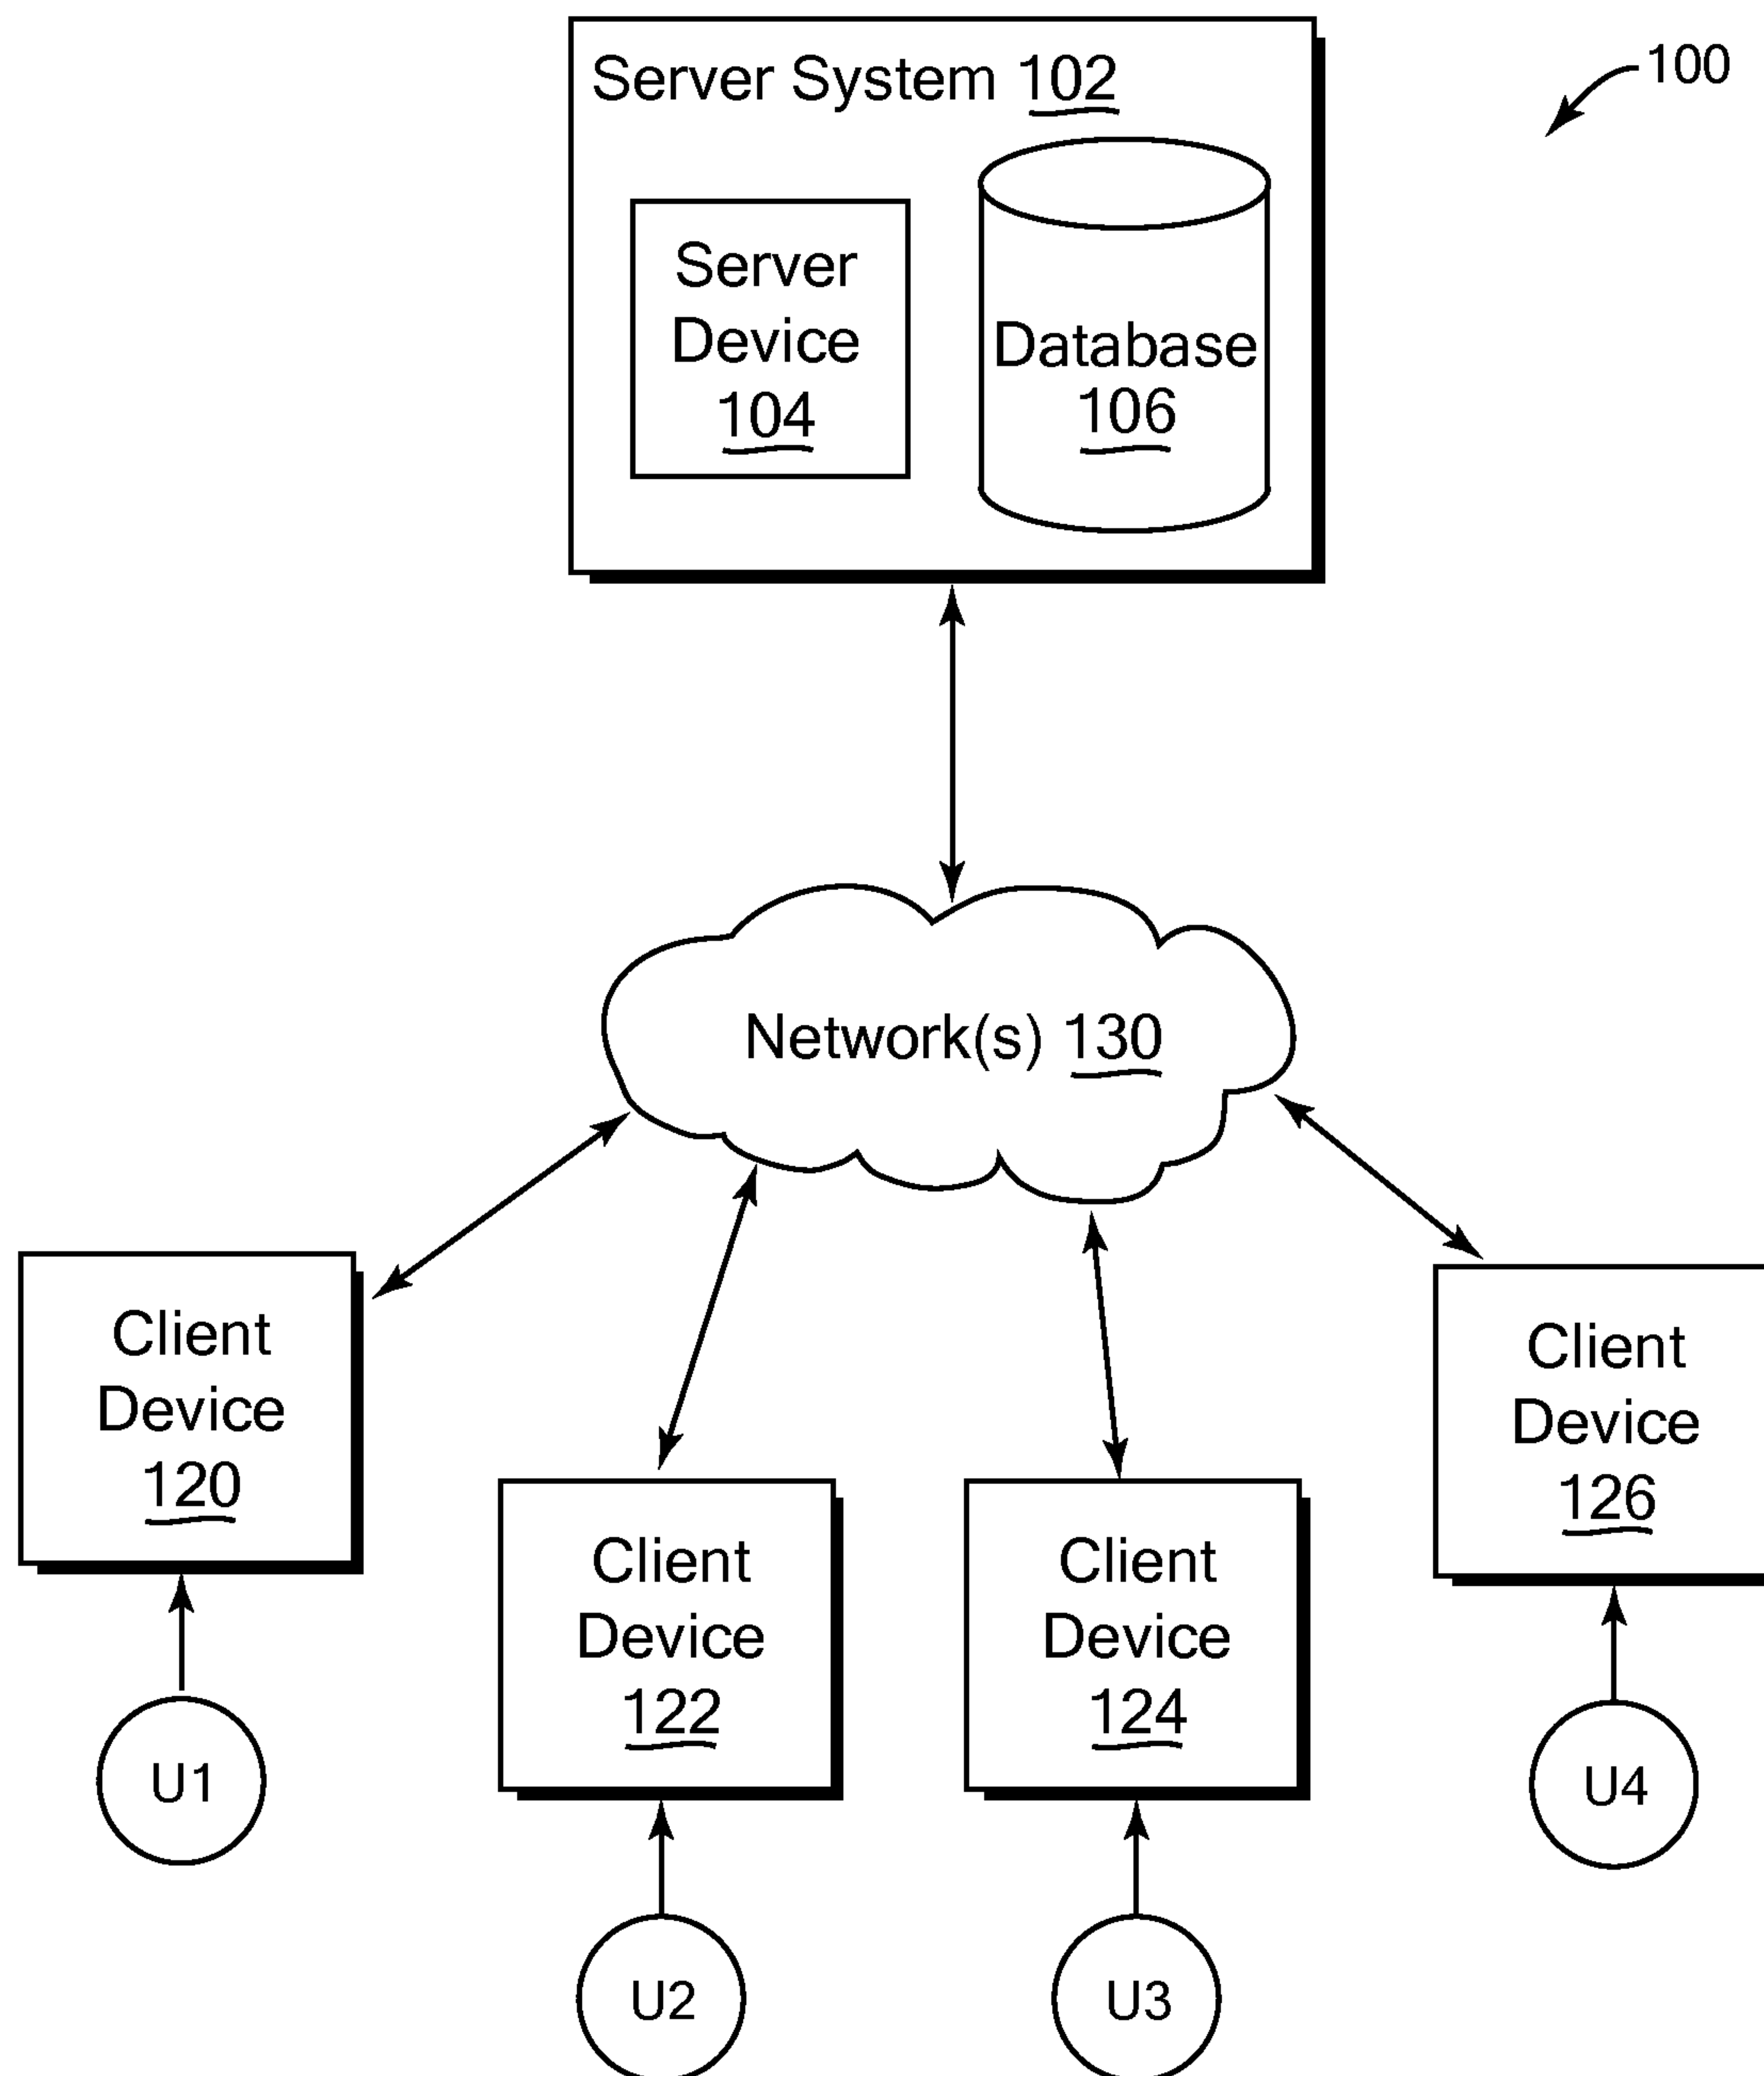 Server System 102
100
Server
Device
104
Database
106
Network(s) 130
Client
Device
120
Client
Device
122
Client
Device
124
Client
Device
126
U1
U2
U3
U4